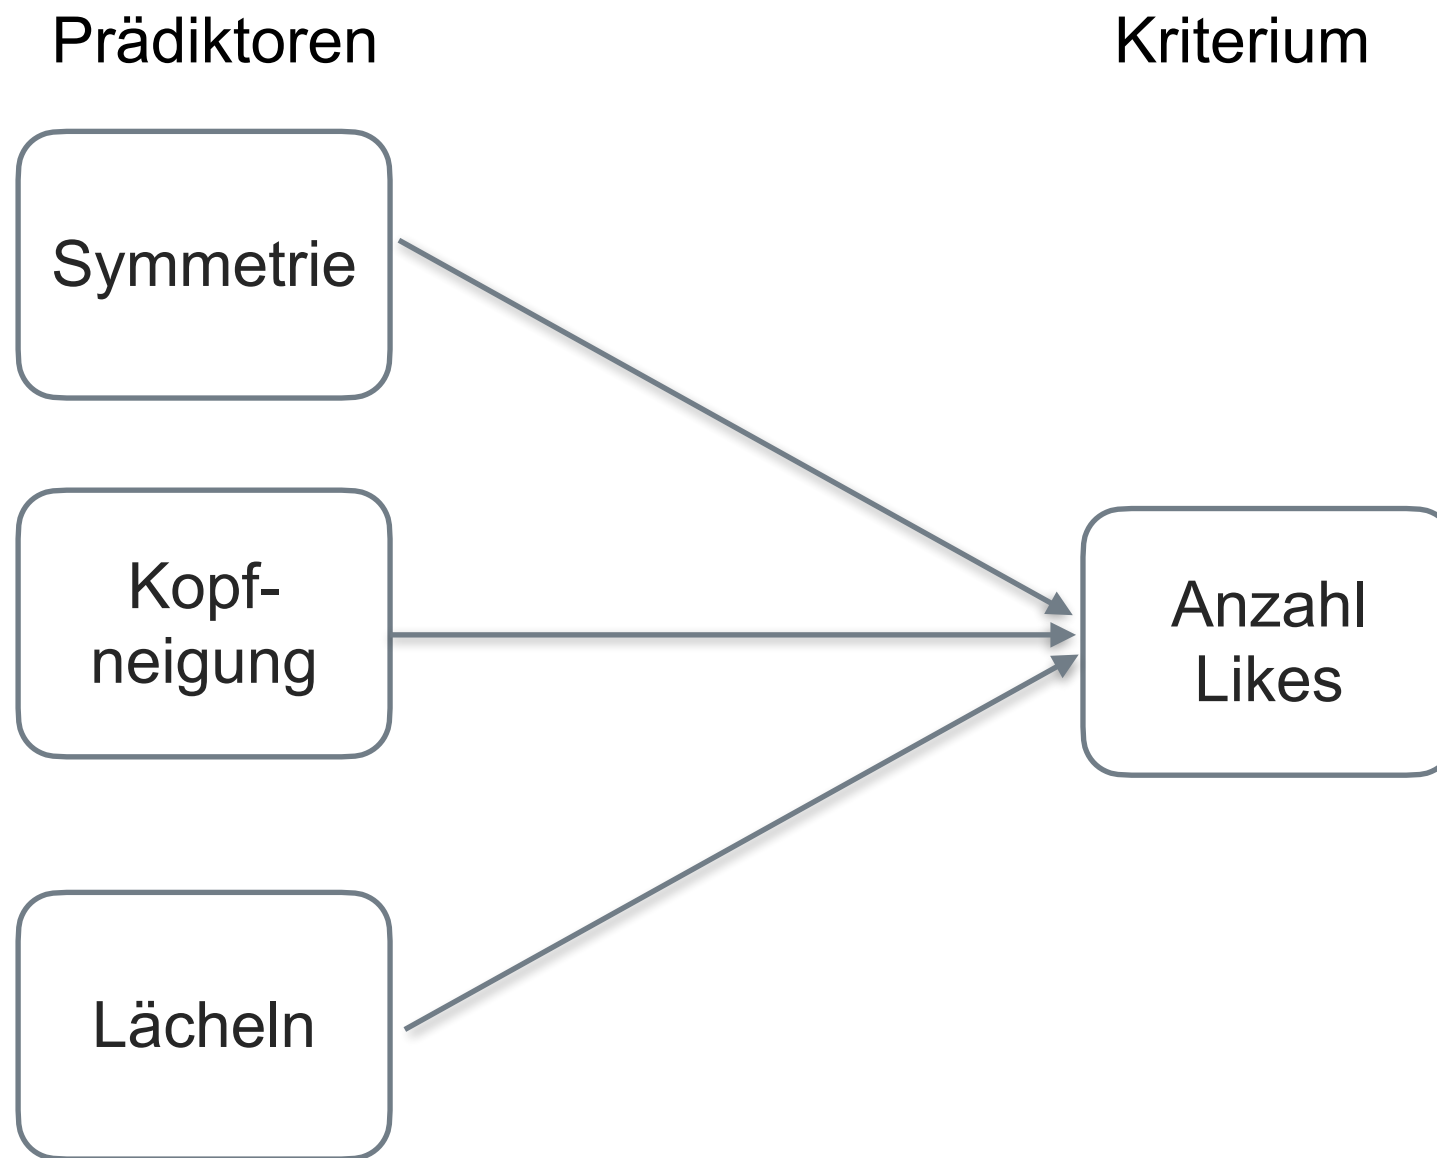 Prädiktoren
Kriterium
Symmetrie
Kopf-
neigung
Anzahl
Likes
Lächeln